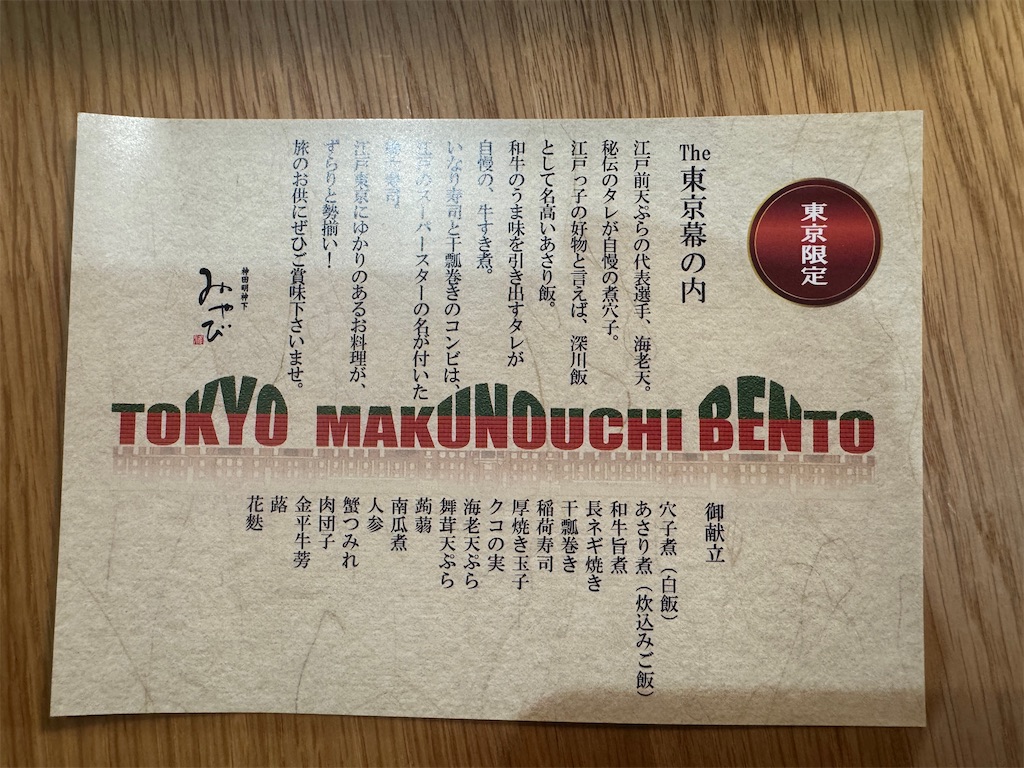 東京限定
The 東京幕の内
江戸前天ぷらの代表選手、海老天。
秘伝のタレが自慢の煮穴子。
江戸っ子の好物と言えば、深川飯
として名高いあさり飯。
和牛のうま味を引き出すタレが
自慢の、牛すき煮。
いなり寿司と干瓢巻きのコンビは、
江戸のスーパースターの名が付いた
寿司。
江戸東京にゆかりのあるお料理が、
ずらりと勢揃い!
旅のお供にぜひご賞味下さいませ。
神田明神下
みやび
TOKYO MAKUNOUCHI BENTO
御献立
穴子煮(白飯)
あさり煮(炊込みご飯)
和牛旨煮
長ネギ焼き
干瓢巻き
稲荷寿司
厚焼き玉子
クコの実
海老天ぷら
舞茸天ぷら
蒟蒻
南瓜煮
人参
蟹つみれ
肉団子
金平牛蒡
蕗
花麩